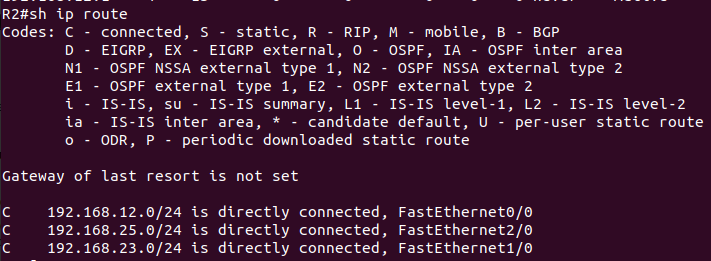 R2#sh ip route
Codes: C - connected, S - static, R - RIP, M - mobile, B - BGP
       D - EIGRP, EX - EIGRP external, O - OSPF, IA - OSPF inter area
       N1 - OSPF NSSA external type 1, N2 - OSPF NSSA external type 2
       E1 - OSPF external type 1, E2 - OSPF external type 2
       i - IS-IS, su - IS-IS summary, L1 - IS-IS level-1, L2 - IS-IS level-2
       ia - IS-IS inter area, * - candidate default, U - per-user static route
       o - ODR, P - periodic downloaded static route
Gateway of last resort is not set
C    192.168.12.0/24 is directly connected, FastEthernet0/0
C    192.168.25.0/24 is directly connected, FastEthernet2/0
C    192.168.23.0/24 is directly connected, FastEthernet1/0